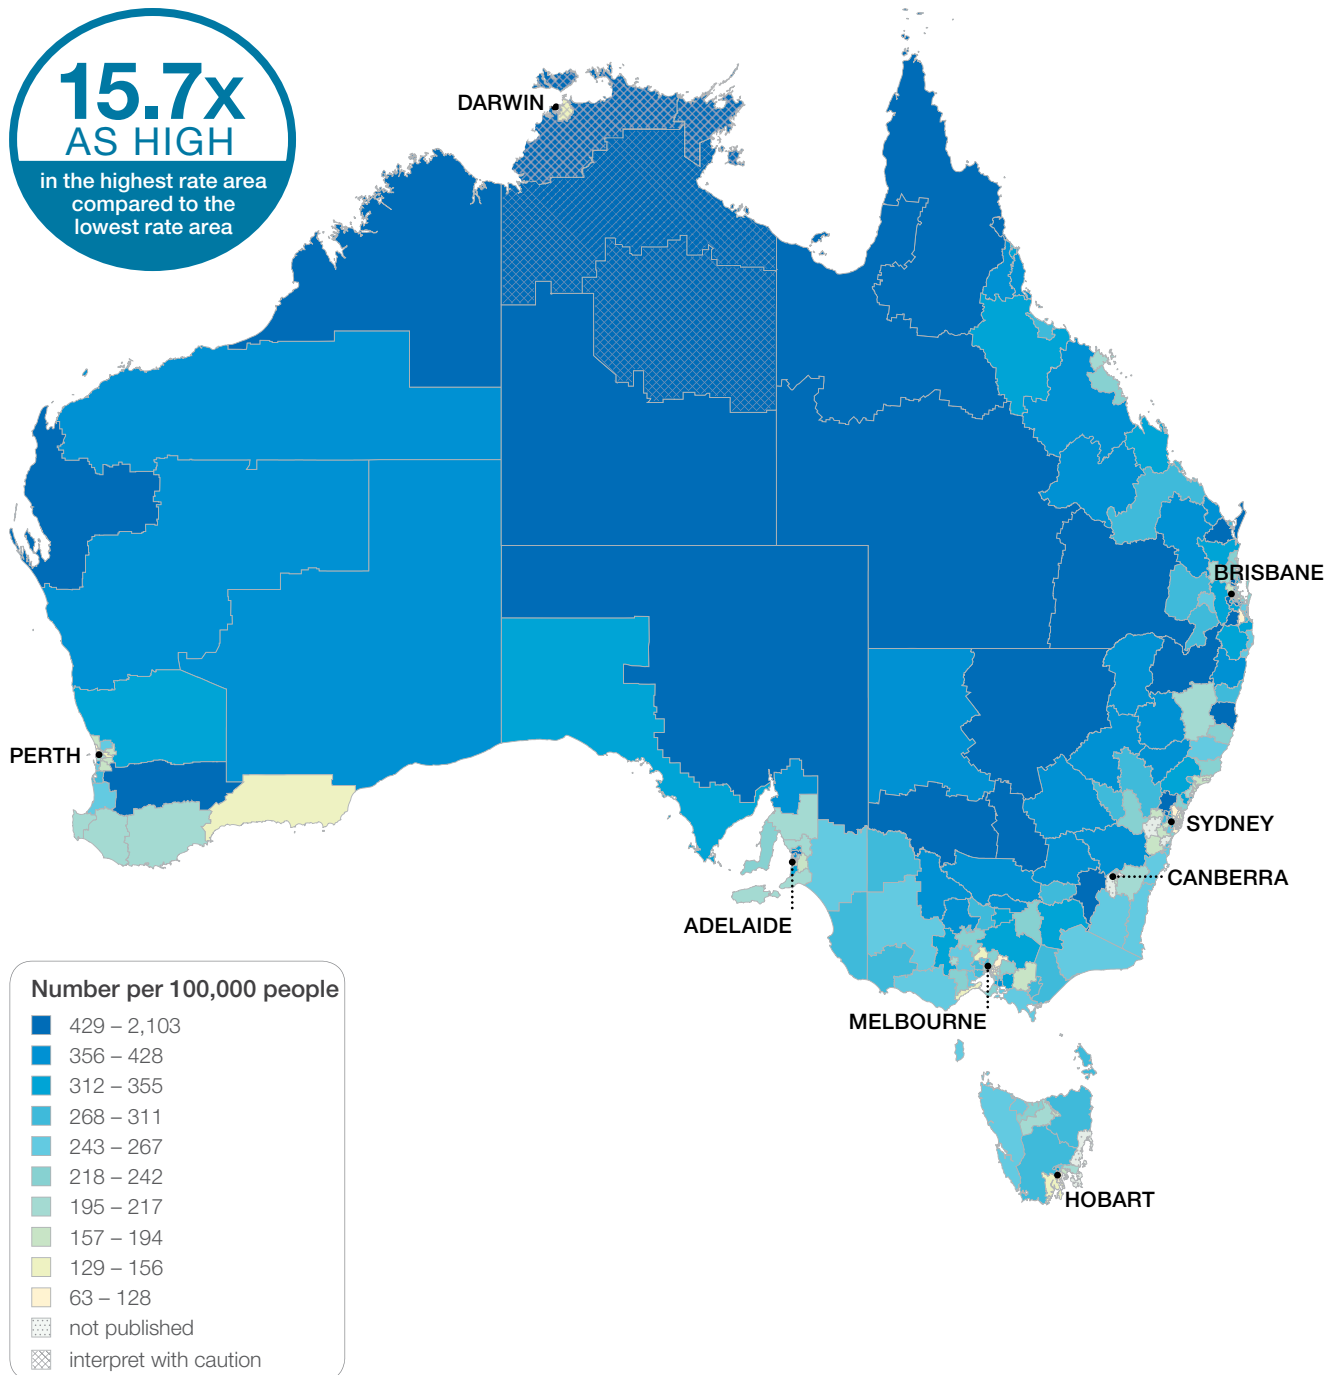 15.7x
AS HIGH
in the highest rate area
compared to the
lowest rate area
DARWIN
BRISBANE
PERTH
SYDNEY
CANBERRA
ADELAIDE
MELBOURNE
HOBART
Number per 100,000 people
429 – 2,103
356 – 428
312 – 355
268 – 311
243 – 267
218 – 242
195 – 217
157 – 194
129 – 156
63 – 128
not published
interpret with caution